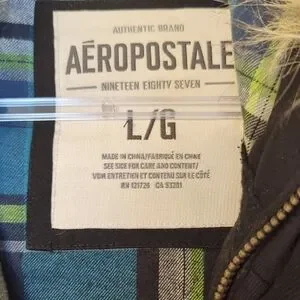 AUTHENTIC BRAND
AÉROPOSTALE
NINETEEN EIGHTY SEVEN
L/G
MADE IN CHINA/FABRIQUÉ EN CHINE
SEE SIDE FOR CARE AND CONTENT/
VOIR ENTRETIEN ET CONTENU SUR LE CÔTÉ
RN 121726 CA 53201